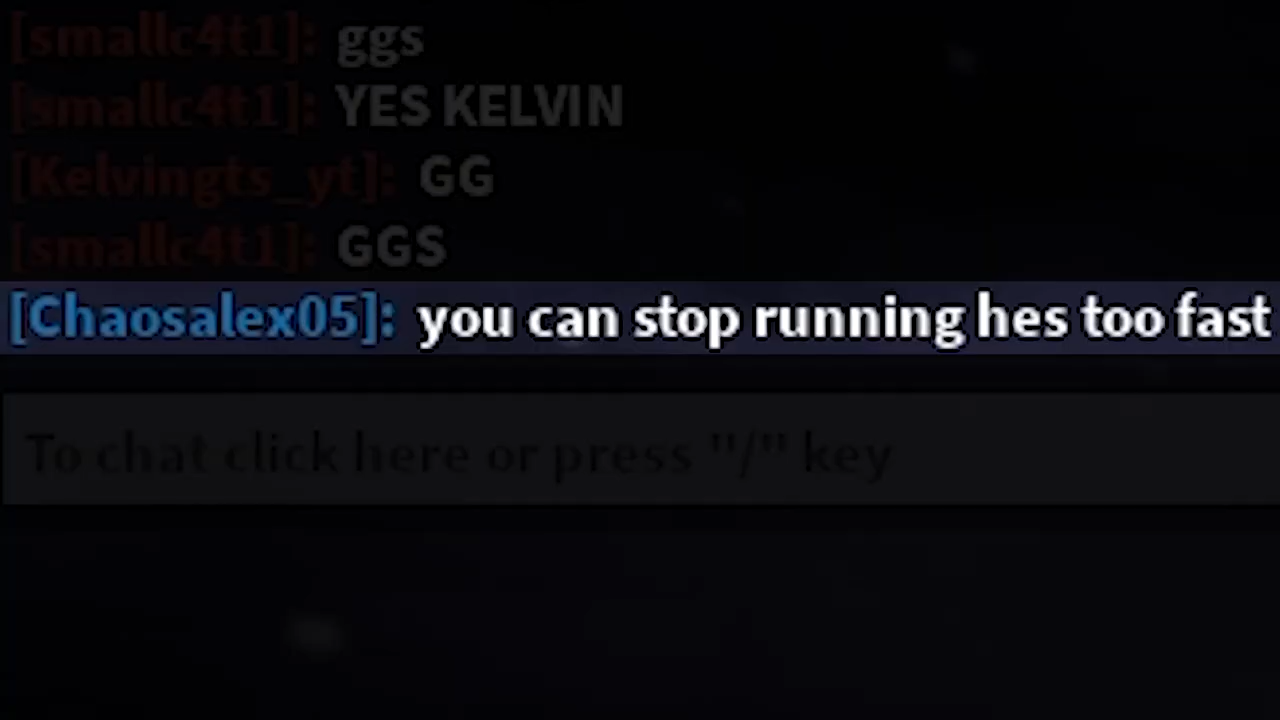 [smallc4t1]: ggs
[smallc4t1]: YES KELVIN
[Kelvingts_yt]: GG
[smallc4t1]: GGS
[Chaosalex05]: you can stop running hes too fast
To chat click here or press "/" key